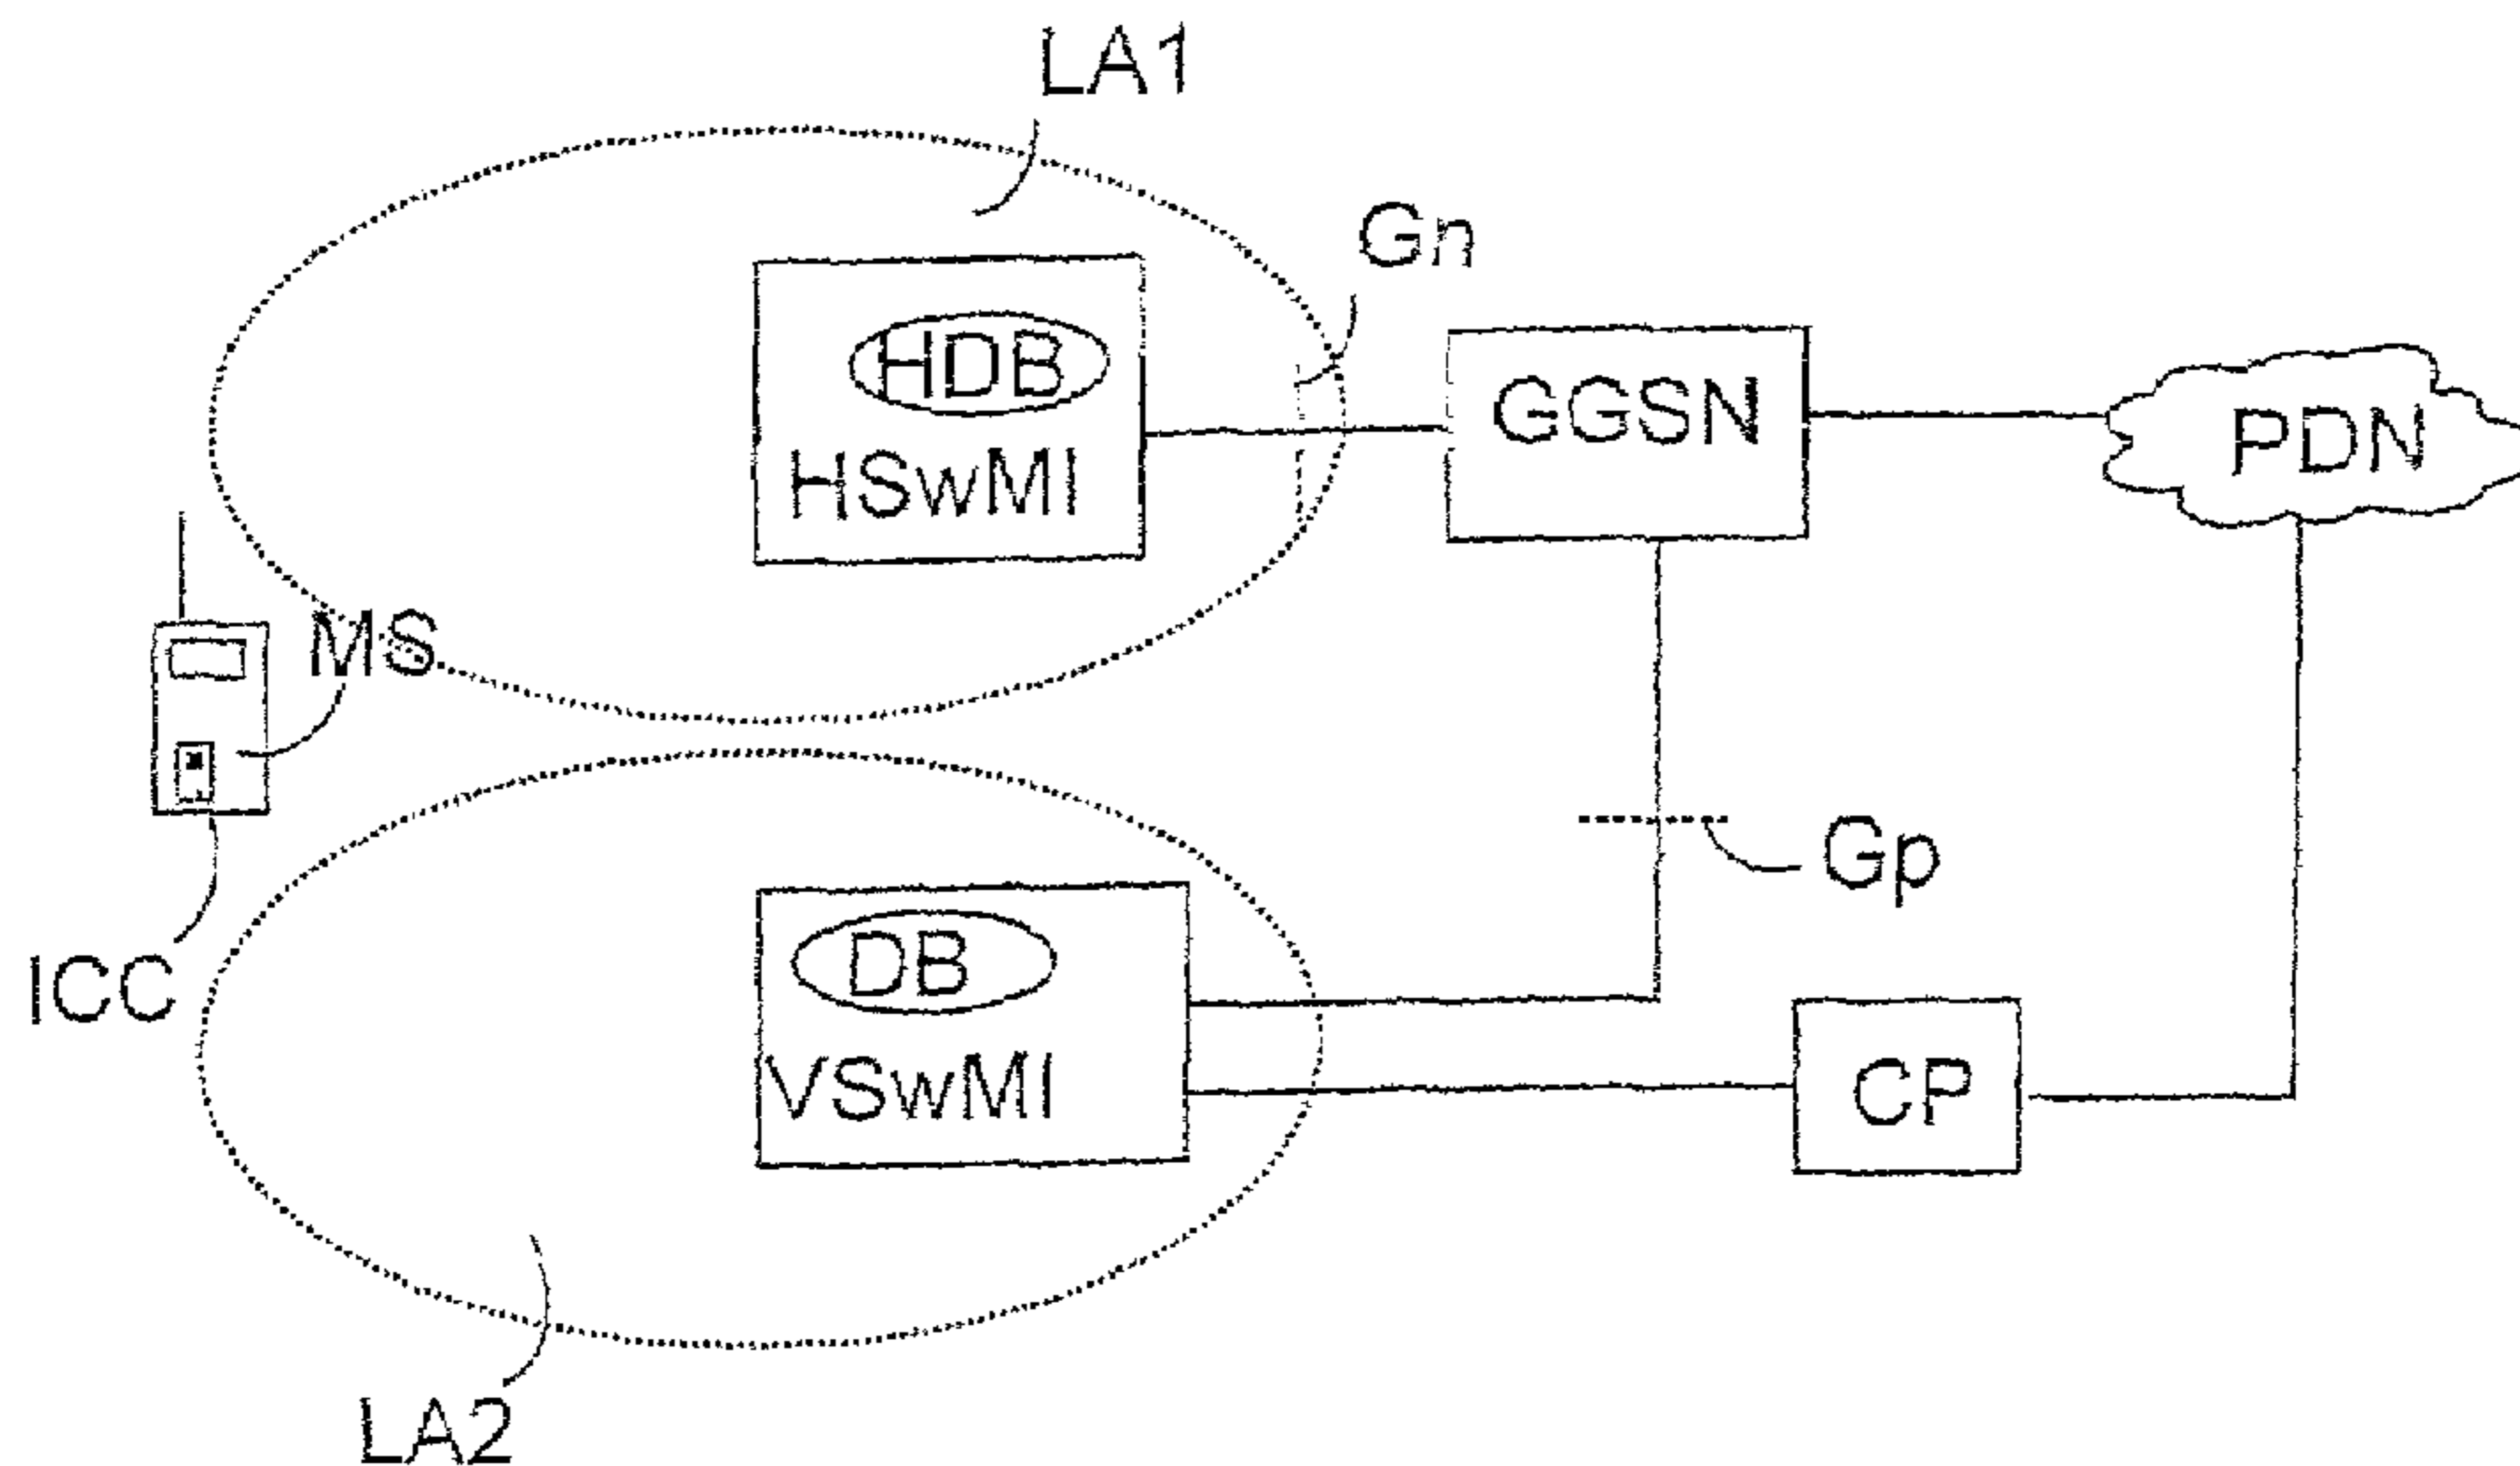 LA1
Gn
HDB
GGSN
PDN
HSwMI
MS
Gp
DB
ICC
VSwMI
CP
LA2